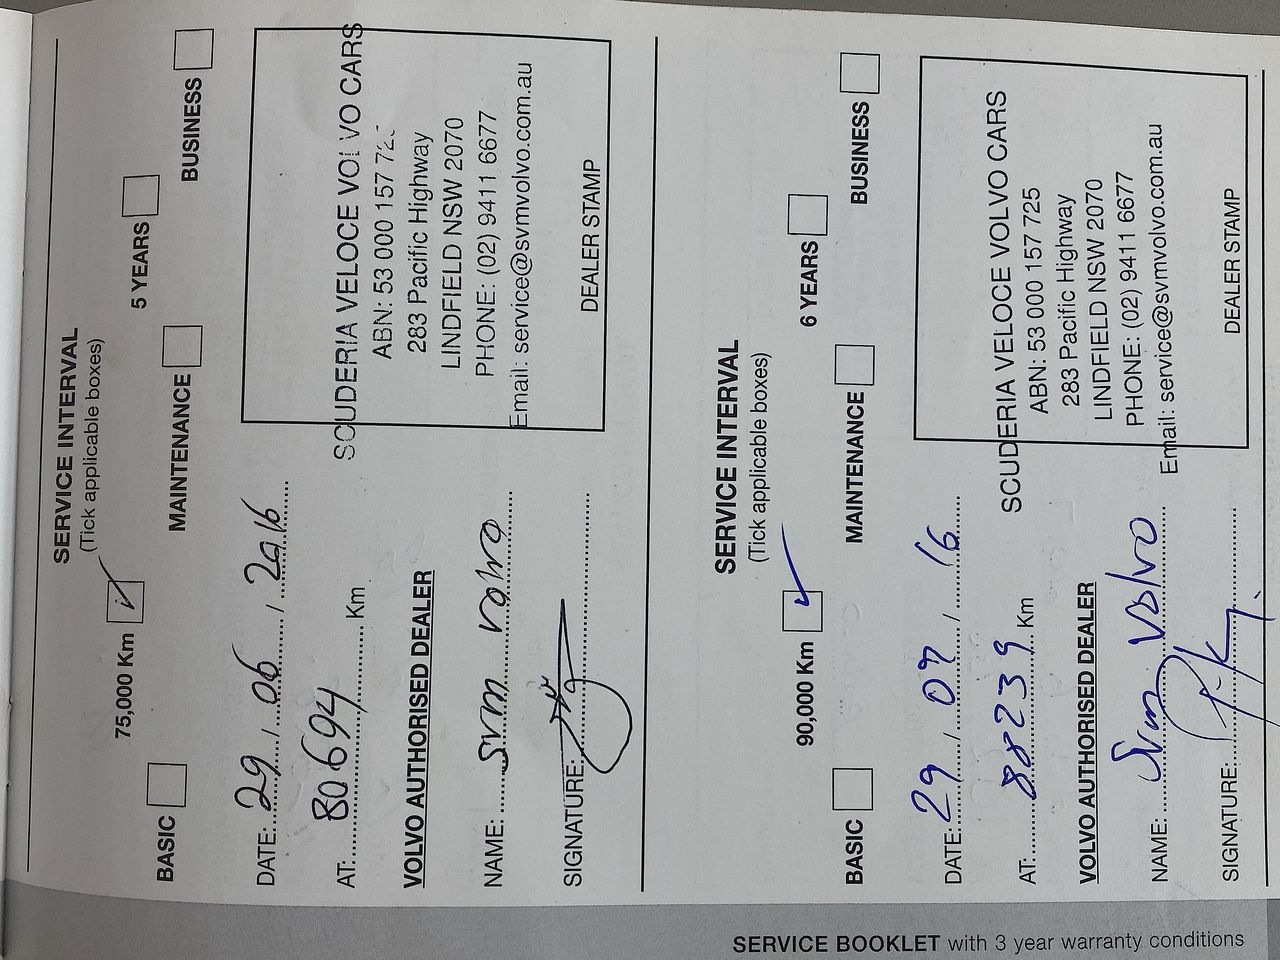 SERVICE INTERVAL
(Tick applicable boxes)
75,000 Km ✓ 5 YEARS
BASIC MAINTENANCE BUSINESS
DATE: 29 / 06 / 2016
AT: 80694 Km
VOLVO AUTHORISED DEALER
NAME: SVM VOLVO
SIGNATURE:
SCUDERIA VELOCE VOLVO CARS
ABN: 53 000 157 72
283 Pacific Highway
LINDFIELD NSW 2070
PHONE: (02) 9411 6677
Email: service@svmvolvo.com.au
DEALER STAMP
SERVICE INTERVAL
(Tick applicable boxes)
90,000 Km ✓ 6 YEARS
BASIC MAINTENANCE BUSINESS
DATE: 29 / 07 / 16
AT: 88239 Km
VOLVO AUTHORISED DEALER
NAME: Svm Volvo
SIGNATURE:
SCUDERIA VELOCE VOLVO CARS
ABN: 53 000 157 725
283 Pacific Highway
LINDFIELD NSW 2070
PHONE: (02) 9411 6677
Email: service@svmvolvo.com.au
DEALER STAMP
SERVICE BOOKLET with 3 year warranty conditions